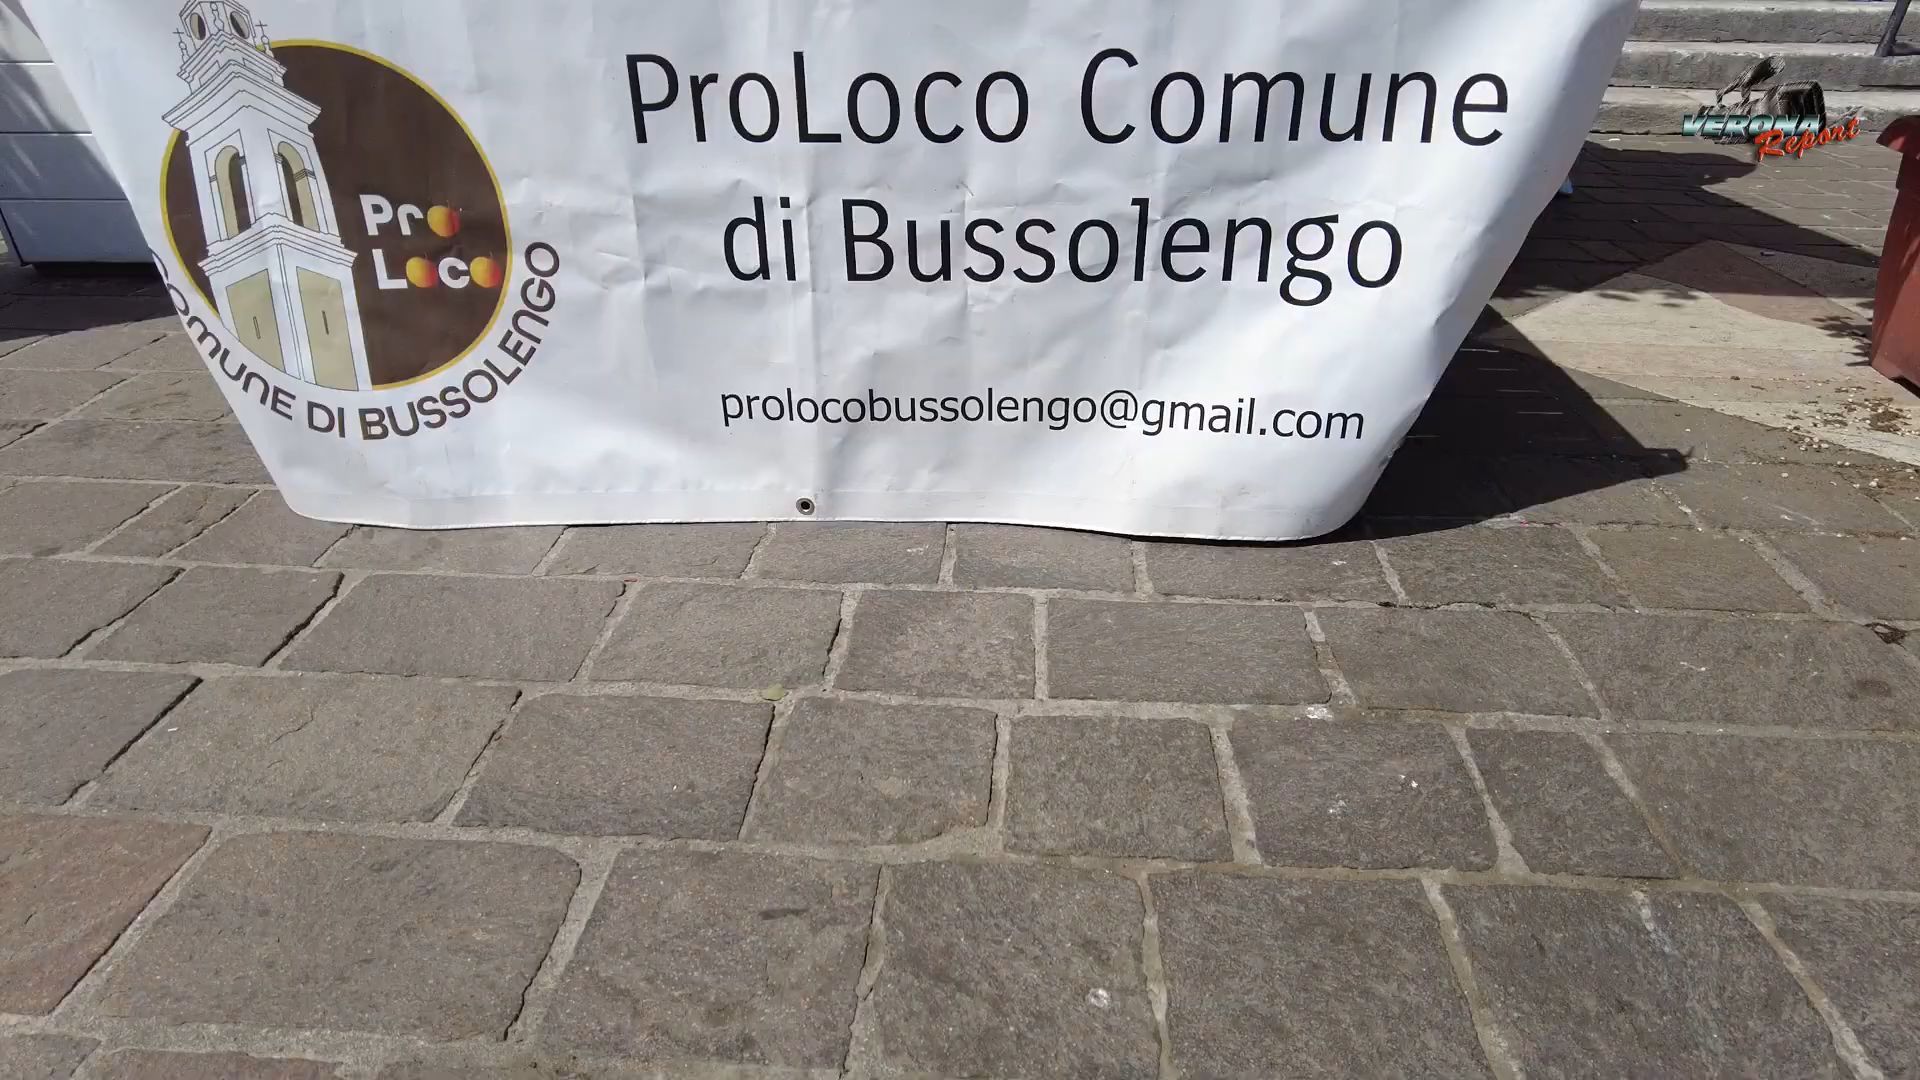 ProLoco Comune
di Bussolengo
prolocobussolengo@gmail.com
Pro
Loco
COMUNE DI BUSSOLENGO
VERONA
Report